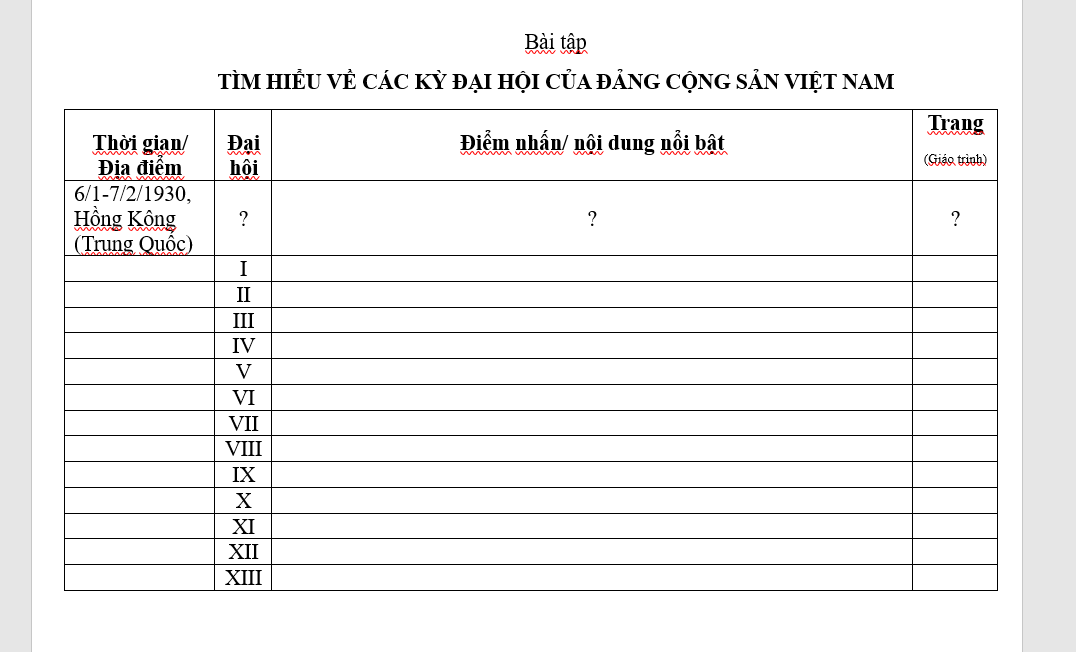 Bài tập
TÌM HIỂU VỀ CÁC KỲ ĐẠI HỘI CỦA ĐẢNG CỘNG SẢN VIỆT NAM
Thời gian/
Địa điểm
Đại
hội
Điểm nhấn/ nội dung nổi bật
Trang
(Giáo trình)
6/1-7/2/1930,
Hồng Kông
(Trung Quốc)
?
?
?
I
II
III
IV
V
VI
VII
VIII
IX
X
XI
XII
XIII